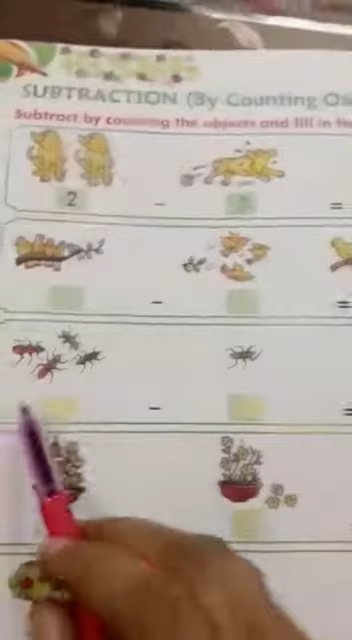 SUBTRACTION (By Counting
Subtract by counting the objects and fill in the
2 - =
- =
- =